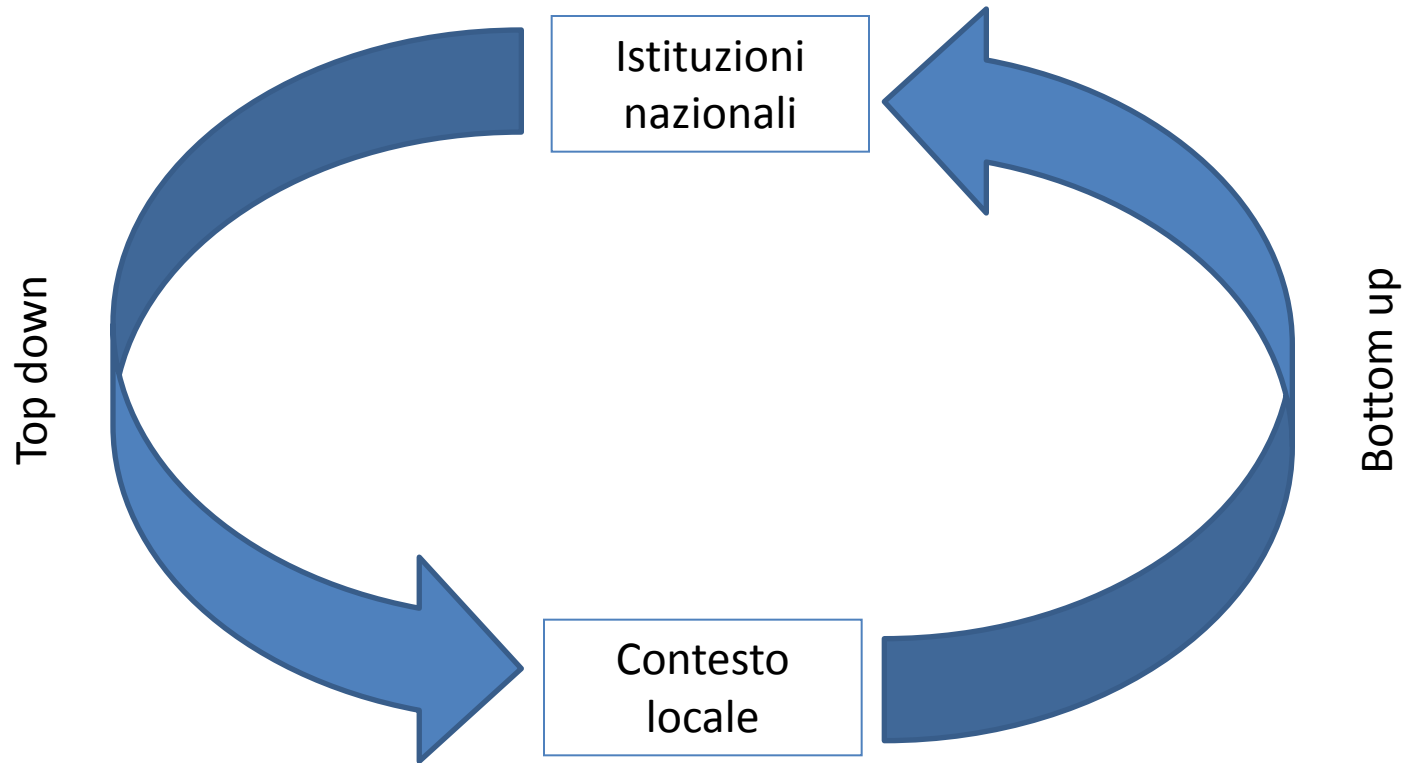 Istituzioni
nazionali
Top down
Bottom up
Contesto
locale